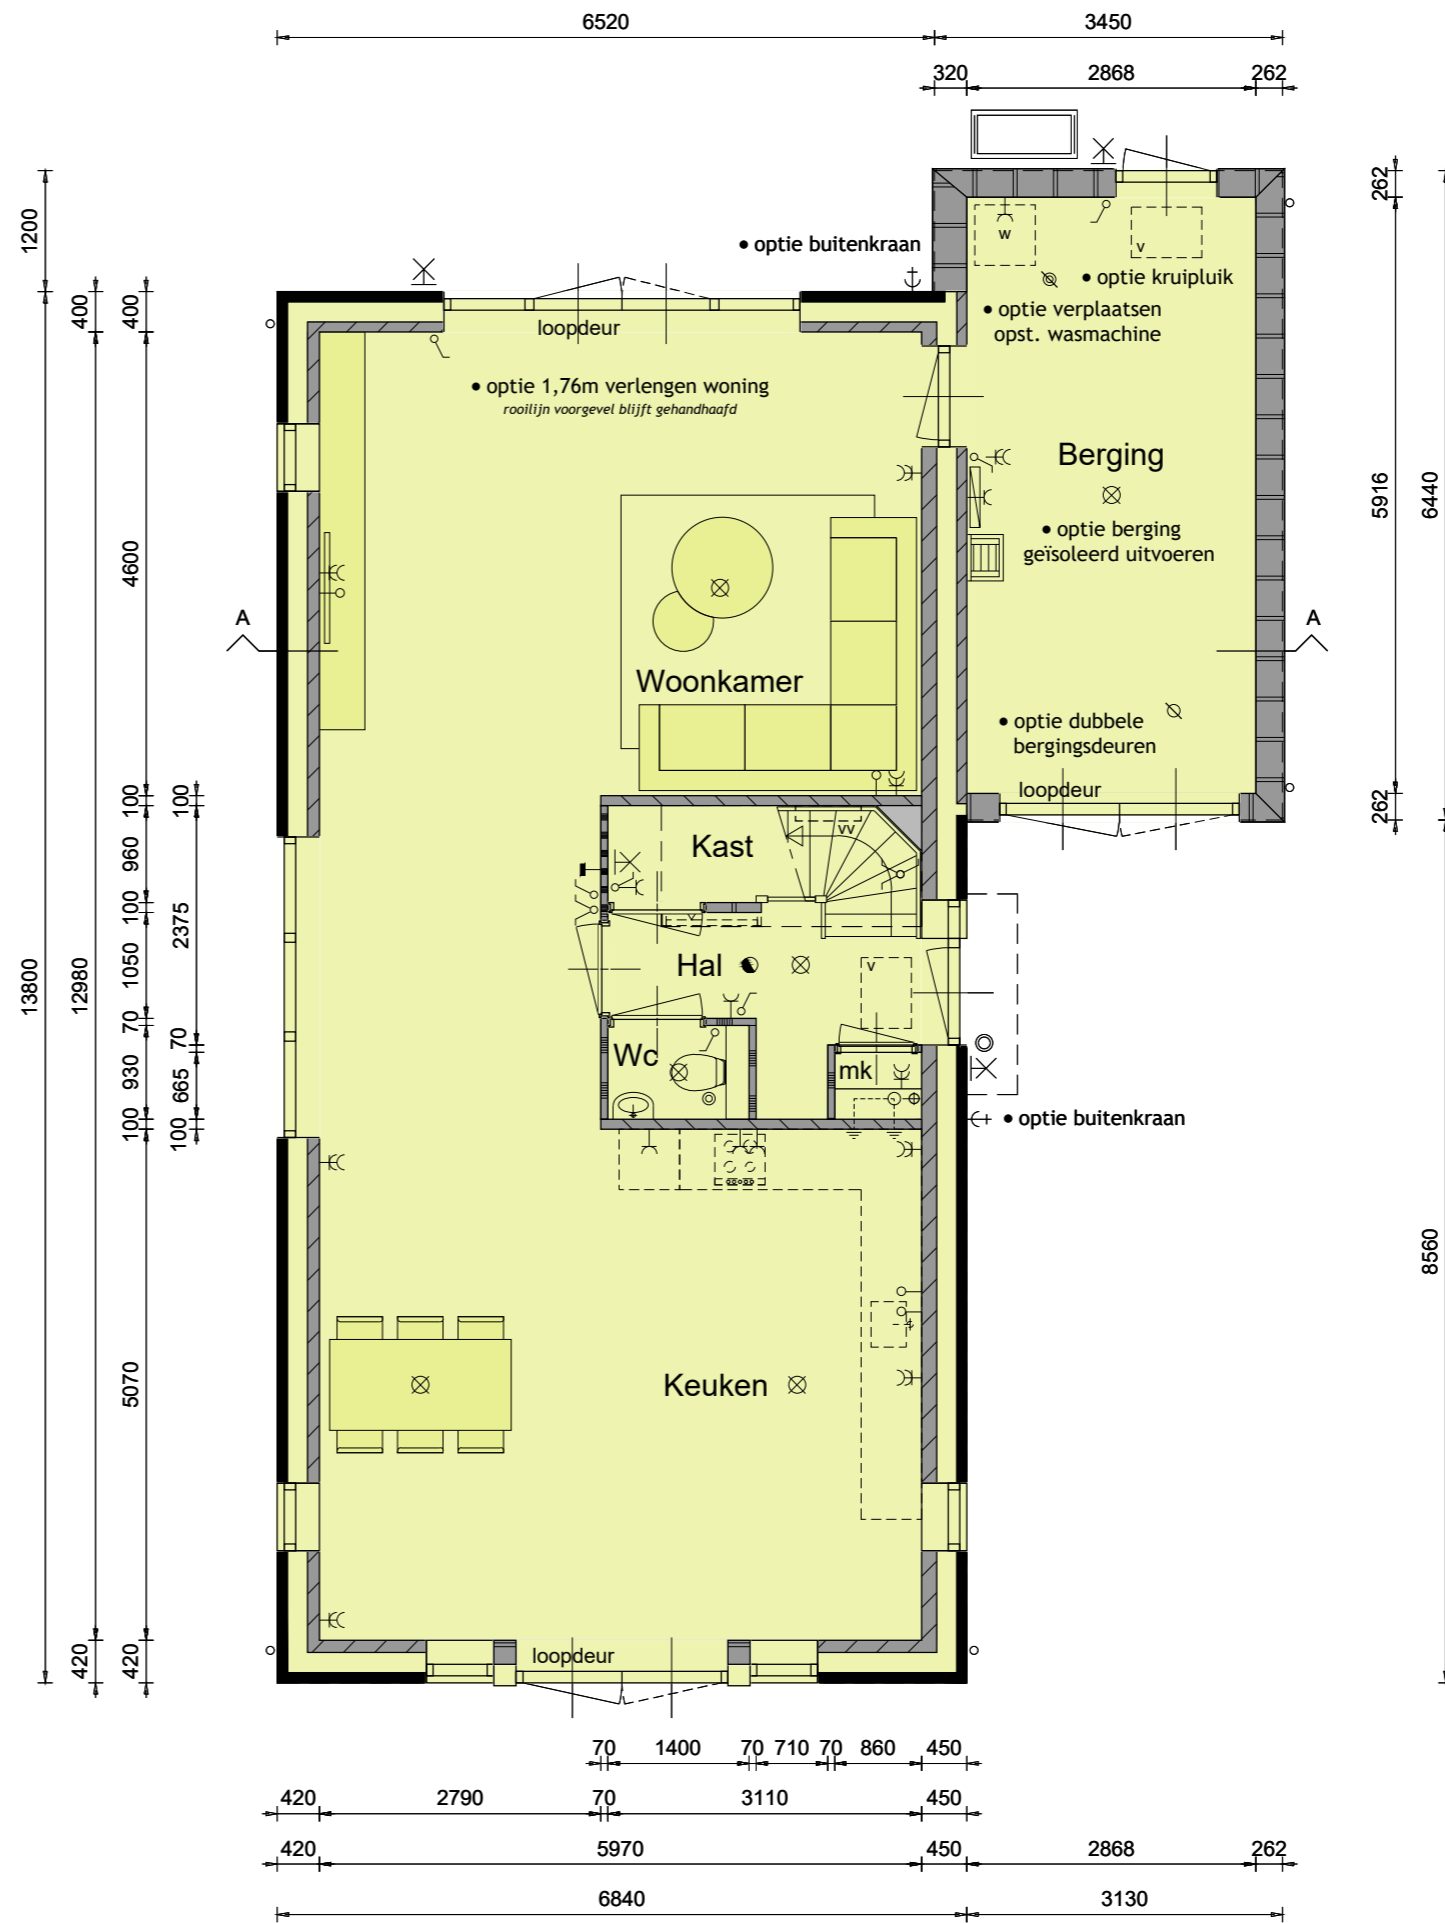 6520
3450
320
2868
262
1200
400
400
262
• optie buitenkraan
w
v
• optie kruipluik
• optie verplaatsen
opst. wasmachine
loopdeur
• optie 1,76m verlengen woning
rooilijn voorgevel blijft gehandhaafd
Berging
• optie berging
geïsoleerd uitvoeren
5916
6440
4600
A
A
Woonkamer
• optie dubbele
bergingsdeuren
loopdeur
262
100
100
Kast
vv
960
100
2375
v
13800
12980
1050
Hal
v
70
70
Wc
mk
930
665
100
100
• optie buitenkraan
8560
5070
Keuken
loopdeur
420
420
70
1400
70
710
70
860
450
420
2790
70
3110
450
420
5970
450
2868
262
6840
3130